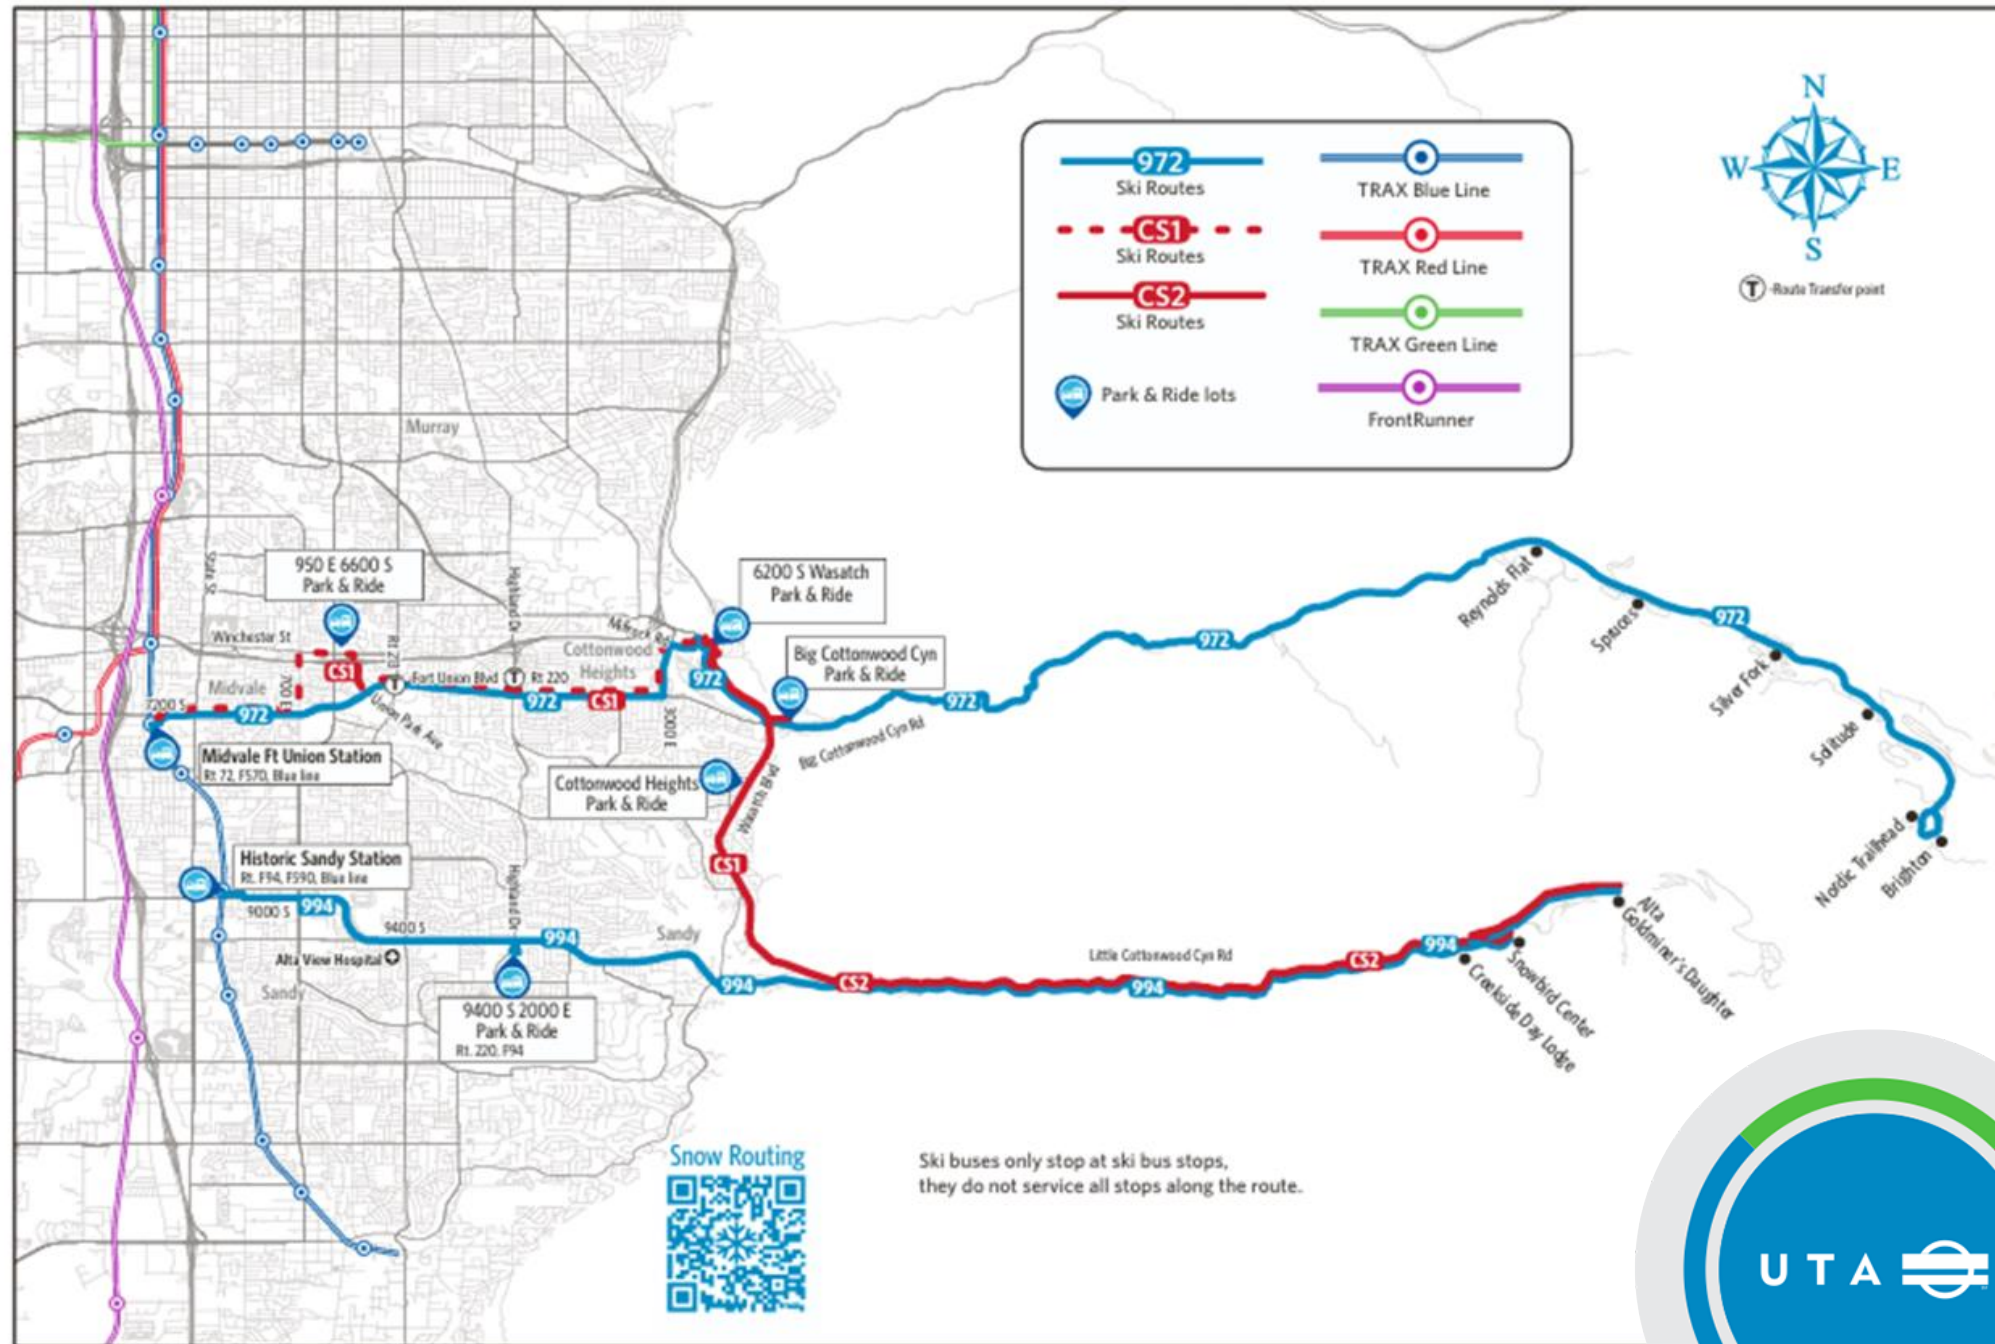 972
Ski Routes
CS1
Ski Routes
CS2
Ski Routes
Park & Ride lots
TRAX Blue Line
TRAX Red Line
TRAX Green Line
FrontRunner
N
W
E
S
T -Route Transfer point
Murray
950 E 6600 S
Park & Ride
State St
Highland Dr
Winchester St
6200 S Wasatch
Park & Ride
Cottonwood
Heights
Big Cottonwood Cyn
Park & Ride
CS1
Midvale
700 E
7200 S
972
T
Fort Union Blvd
T
Rt 220
Union Park Ave
972
CS1
3000 E
972
972
Big Cottonwood Cyn Rd
972
972
Reynolds Flat
Spruces
Silver Fork
Solitude
Nordic Trailhead
Brighton
Midvale Ft Union Station
Rt 72, F570, Blue line
Cottonwood Heights
Park & Ride
Wasatch Blvd
CS1
Historic Sandy Station
Rt. F94, F590, Blue line
9000 S
994
9400 S
Highland Dr
994
Sandy
Alta View Hospital
Sandy
9400 S 2000 E
Park & Ride
Rt. 220, F94
994
CS2
Little Cottonwood Cyn Rd
994
CS2
994
Alta
Goldminer's Daughter
Snowbird Center
Creekside Day Lodge
Snow Routing
Ski buses only stop at ski bus stops,
they do not service all stops along the route.
UTA